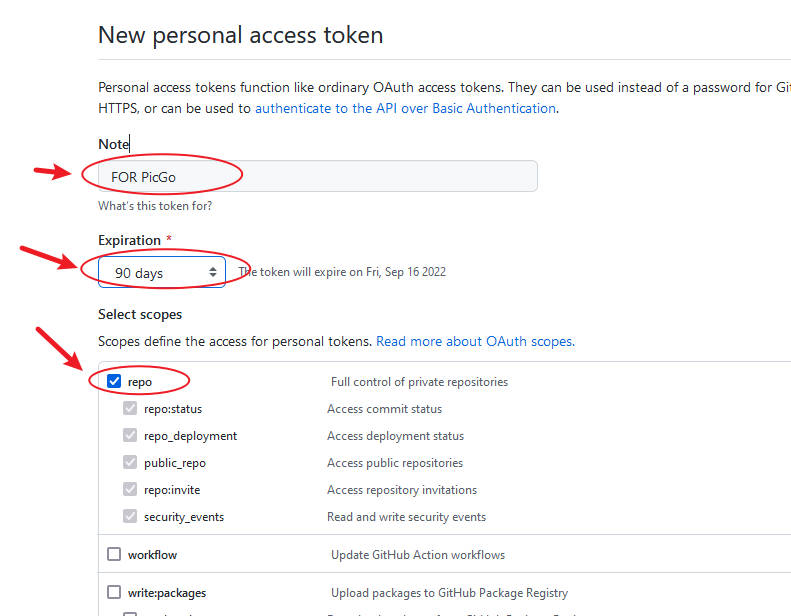 New personal access token
Personal access tokens function like ordinary OAuth access tokens. They can be used instead of a password for Gi
HTTPS, or can be used to authenticate to the API over Basic Authentication.
Note
FOR PicGo
What's this token for?
Expiration *
90 days The token will expire on Fri, Sep 16 2022
Select scopes
Scopes define the access for personal tokens. Read more about OAuth scopes.
repo Full control of private repositories
repo:status Access commit status
repo_deployment Access deployment status
public_repo Access public repositories
repo:invite Access repository invitations
security_events Read and write security events
workflow Update GitHub Action workflows
write:packages Upload packages to GitHub Package Registry